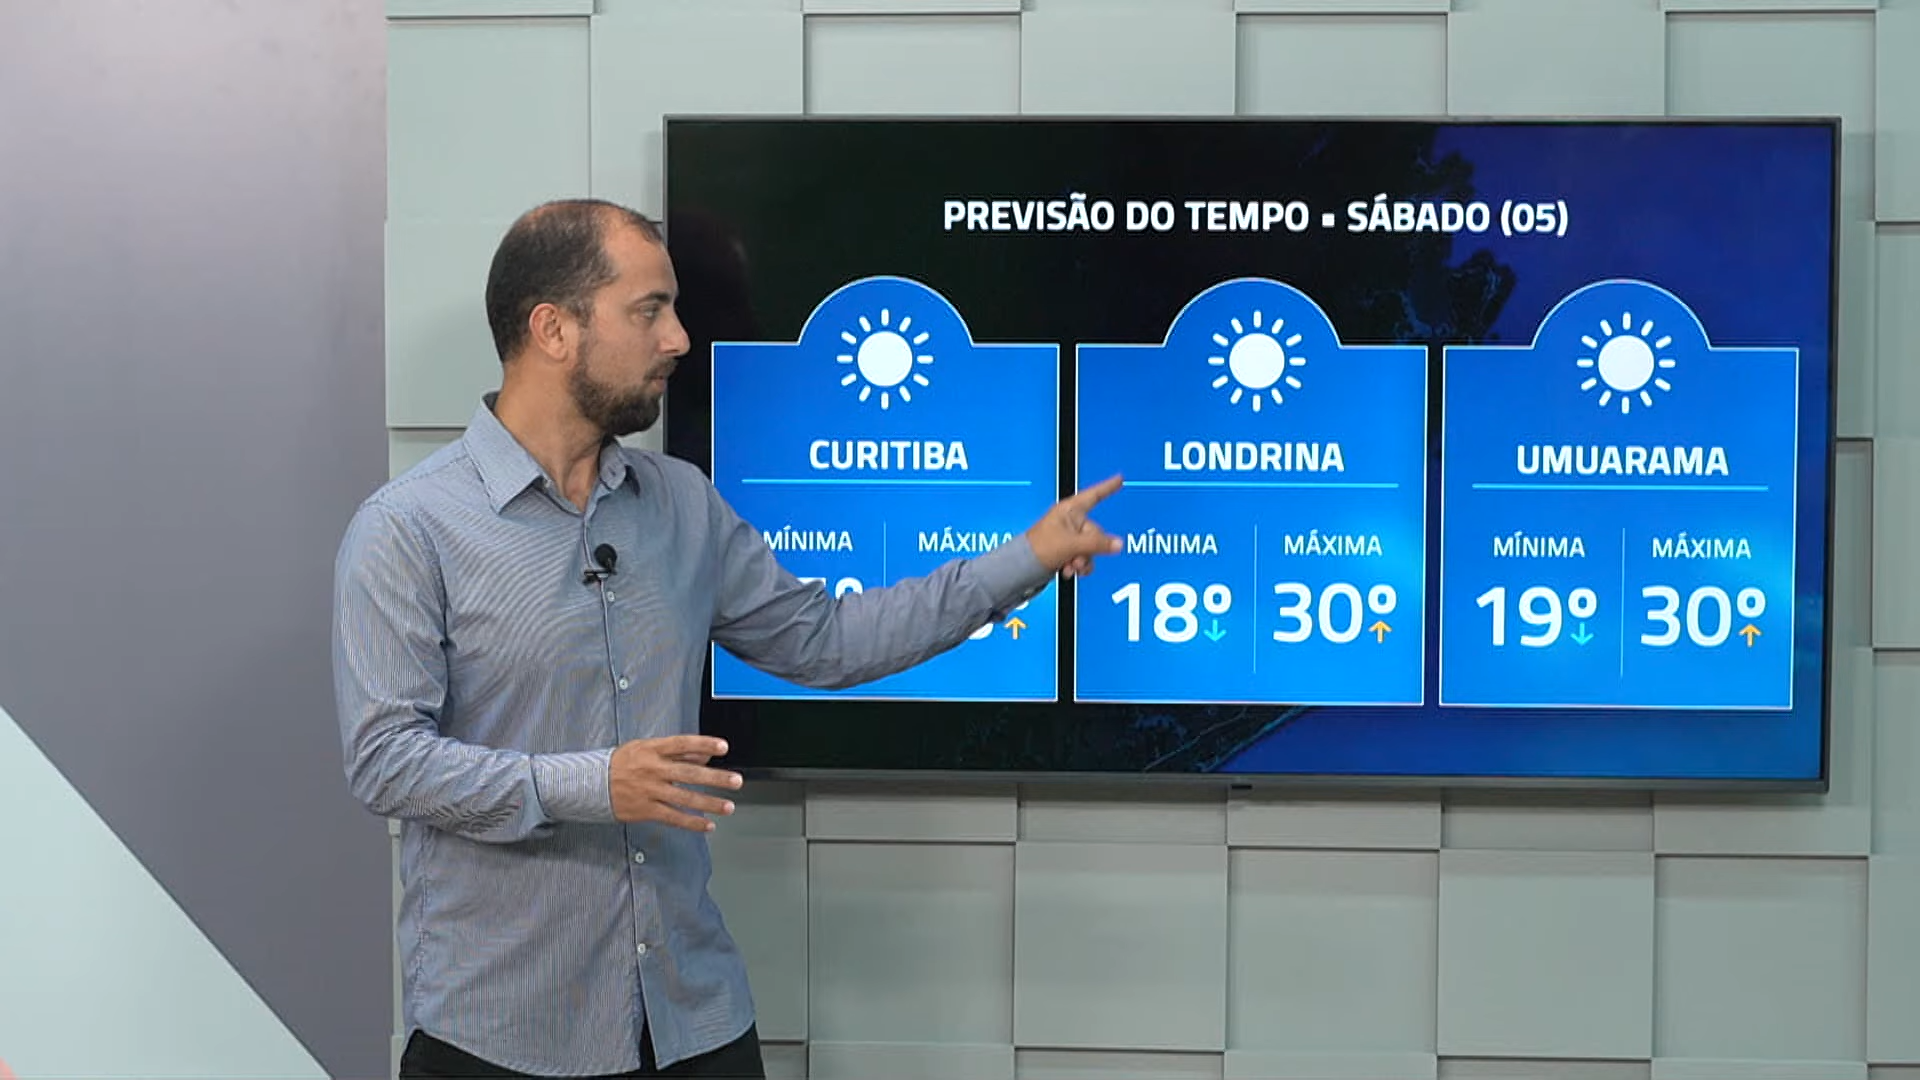 PREVISÃO DO TEMPO ▪ SÁBADO (05)
CURITIBA
MÍNIMA MÁXIMA
LONDRINA
MÍNIMA MÁXIMA
18º 30º
UMUARAMA
MÍNIMA MÁXIMA
19º 30º